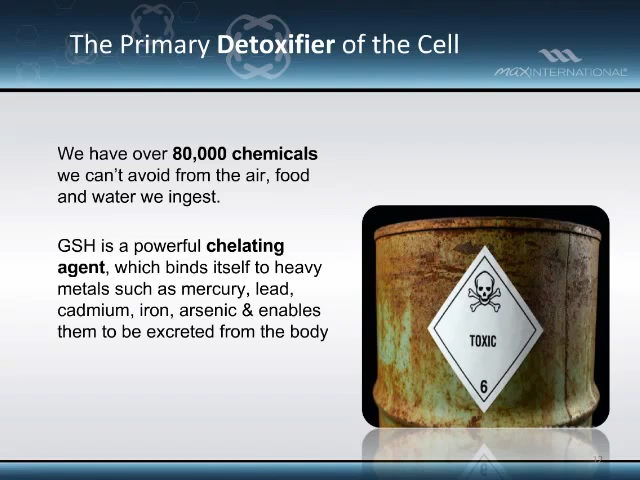 The Primary Detoxifier of the Cell
MAXINTERNATIONAL®
We have over 80,000 chemicals
we can't avoid from the air, food
and water we ingest.
GSH is a powerful chelating
agent, which binds itself to heavy
metals such as mercury, lead,
cadmium, iron, arsenic & enables
them to be excreted from the body
TOXIC
6